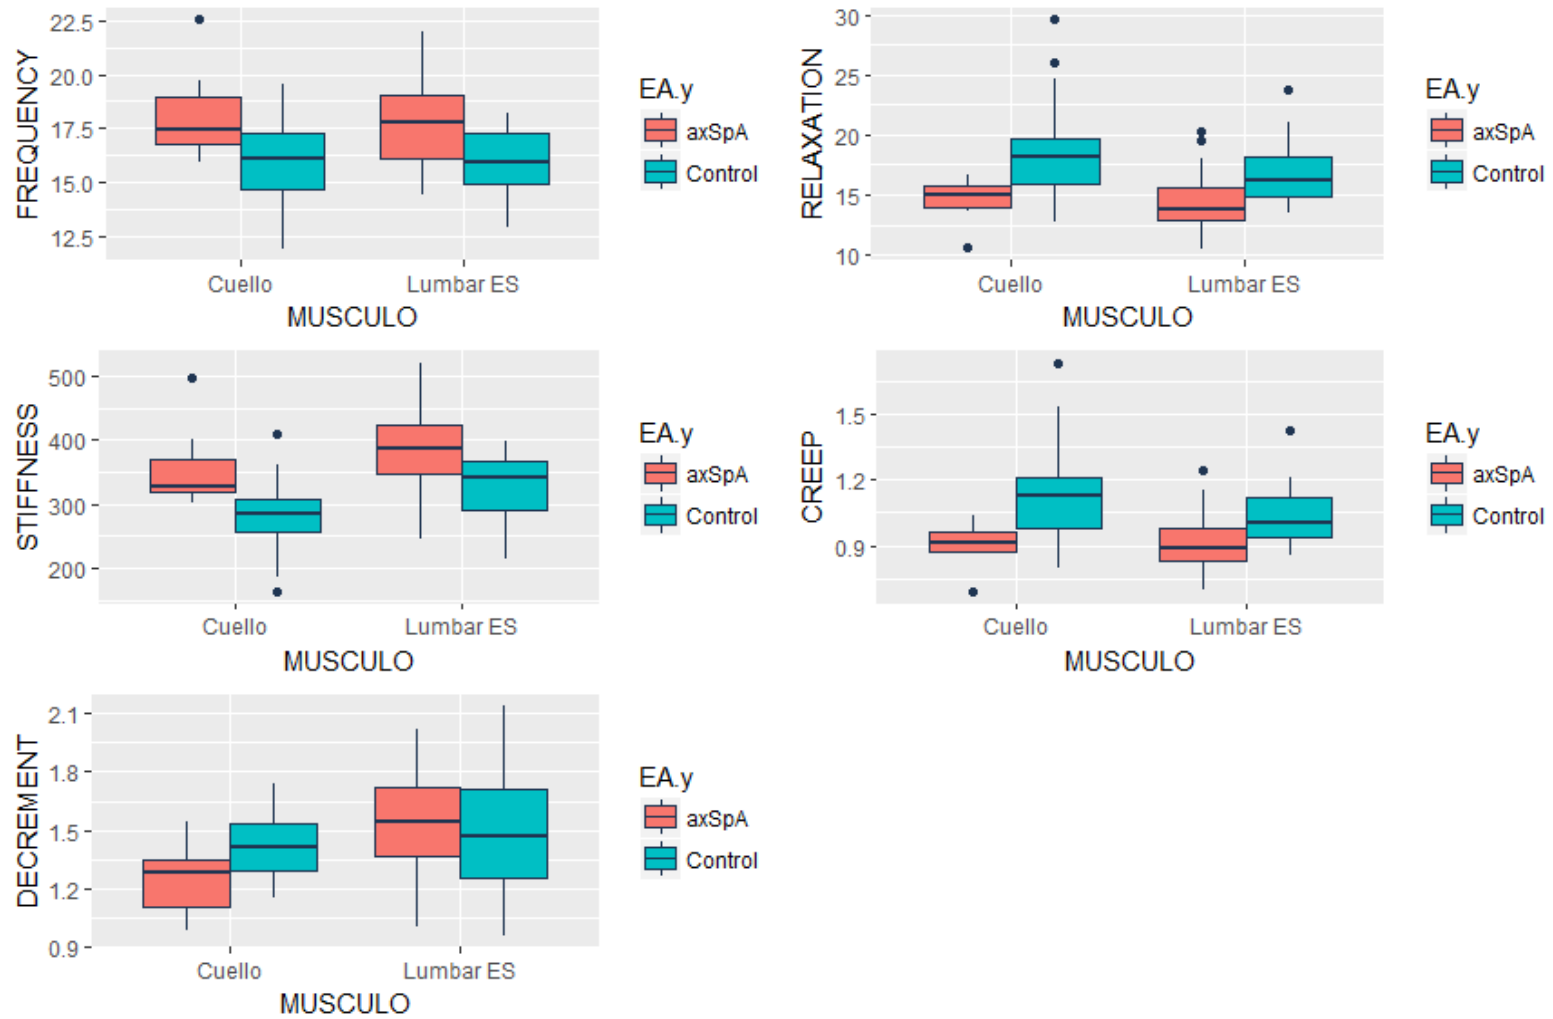 FREQUENCY
22.5
20.0
17.5
15.0
12.5
Cuello
Lumbar ES
MUSCULO
EA.y
axSpA
Control
RELAXATION
30
25
20
15
10
Cuello
Lumbar ES
MUSCULO
EA.y
axSpA
Control
STIFFNESS
500
400
300
200
Cuello
Lumbar ES
MUSCULO
EA.y
axSpA
Control
CREEP
1.5
1.2
0.9
Cuello
Lumbar ES
MUSCULO
EA.y
axSpA
Control
DECREMENT
2.1
1.8
1.5
1.2
0.9
Cuello
Lumbar ES
MUSCULO
EA.y
axSpA
Control